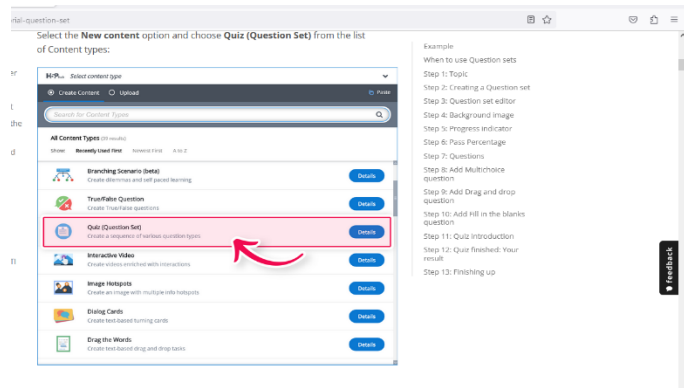 rial-question-set
Select the New content option and choose Quiz (Question Set) from the list
of Content types:
er
t
the
d
tl
H-P Select content type
Create Content Upload Paste
Search for Content Types
All Content Types (35 results)
Show: Recently Used First Newest First A to Z
Branching Scenario (beta)
Create dilemmas and self paced learning
Details
True/False Question
Create True/False questions
Details
Quiz (Question Set)
Create a sequence of various question types
Details
Interactive Video
Create videos enriched with interactions
Details
Image Hotspots
Create an image with multiple info hotspots
Details
Dialog Cards
Create text-based turning cards
Details
Drag the Words
Create text-based drag and drop tasks
Details
Example
When to use Question sets
Step 1: Topic
Step 2: Creating a Question set
Step 3: Question set editor
Step 4: Background image
Step 5: Progress indicator
Step 6: Pass Percentage
Step 7: Questions
Step 8: Add Multichoice
question
Step 9: Add Drag and drop
question
Step 10: Add Fill in the blanks
question
Step 11: Quiz introduction
Step 12: Quiz finished: Your
result
Step 13: Finishing up
feedback